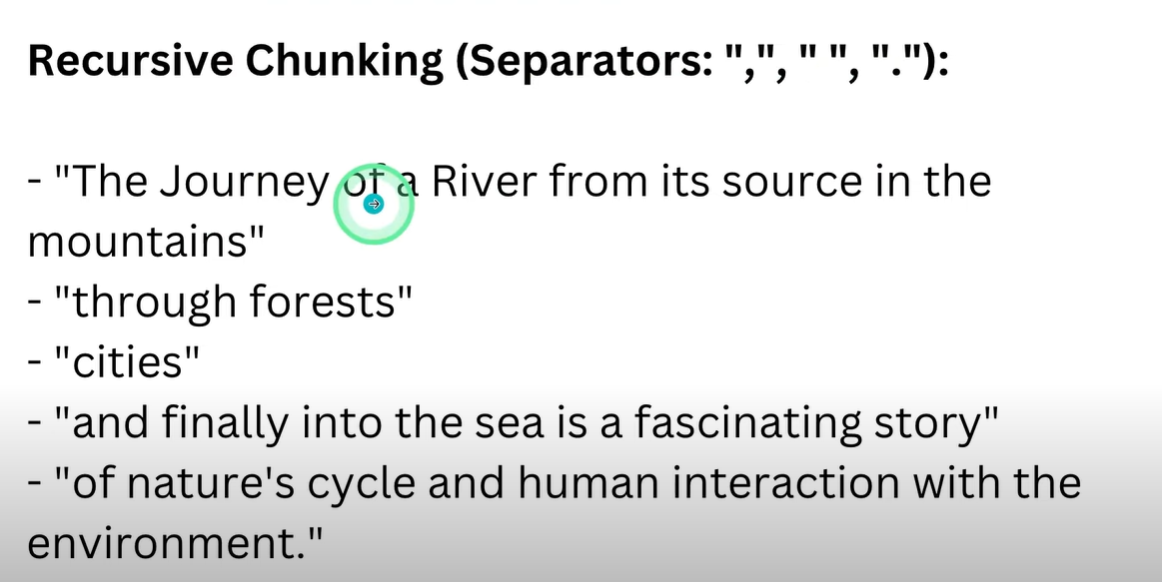 Recursive Chunking (Separators: ",", " ", "."):
- "The Journey of a River from its source in the
mountains"
- "through forests"
- "cities"
- "and finally into the sea is a fascinating story"
- "of nature's cycle and human interaction with the
environment."